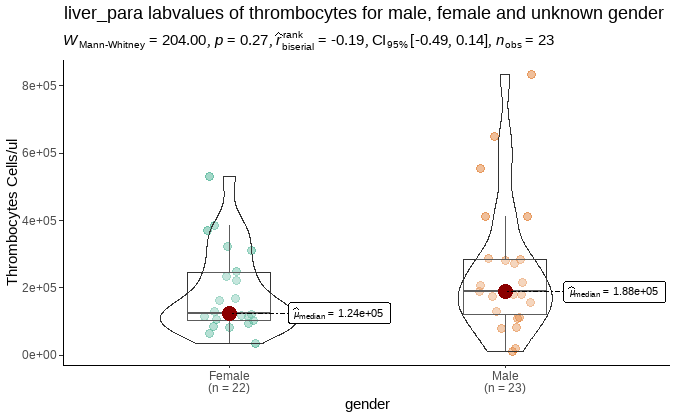 liver_para labvalues of thrombocytes for male, female and unknown gender
W Mann-Whitney = 204.00, p = 0.27, r̂ rank biserial = -0.19, CI 95% [-0.49, 0.14], n obs = 23
Thrombocytes Cells/ul
8e+05
6e+05
4e+05
2e+05
0e+00
μ̂ median = 1.24e+05
μ̂ median = 1.88e+05
Female
(n = 22)
Male
(n = 23)
gender